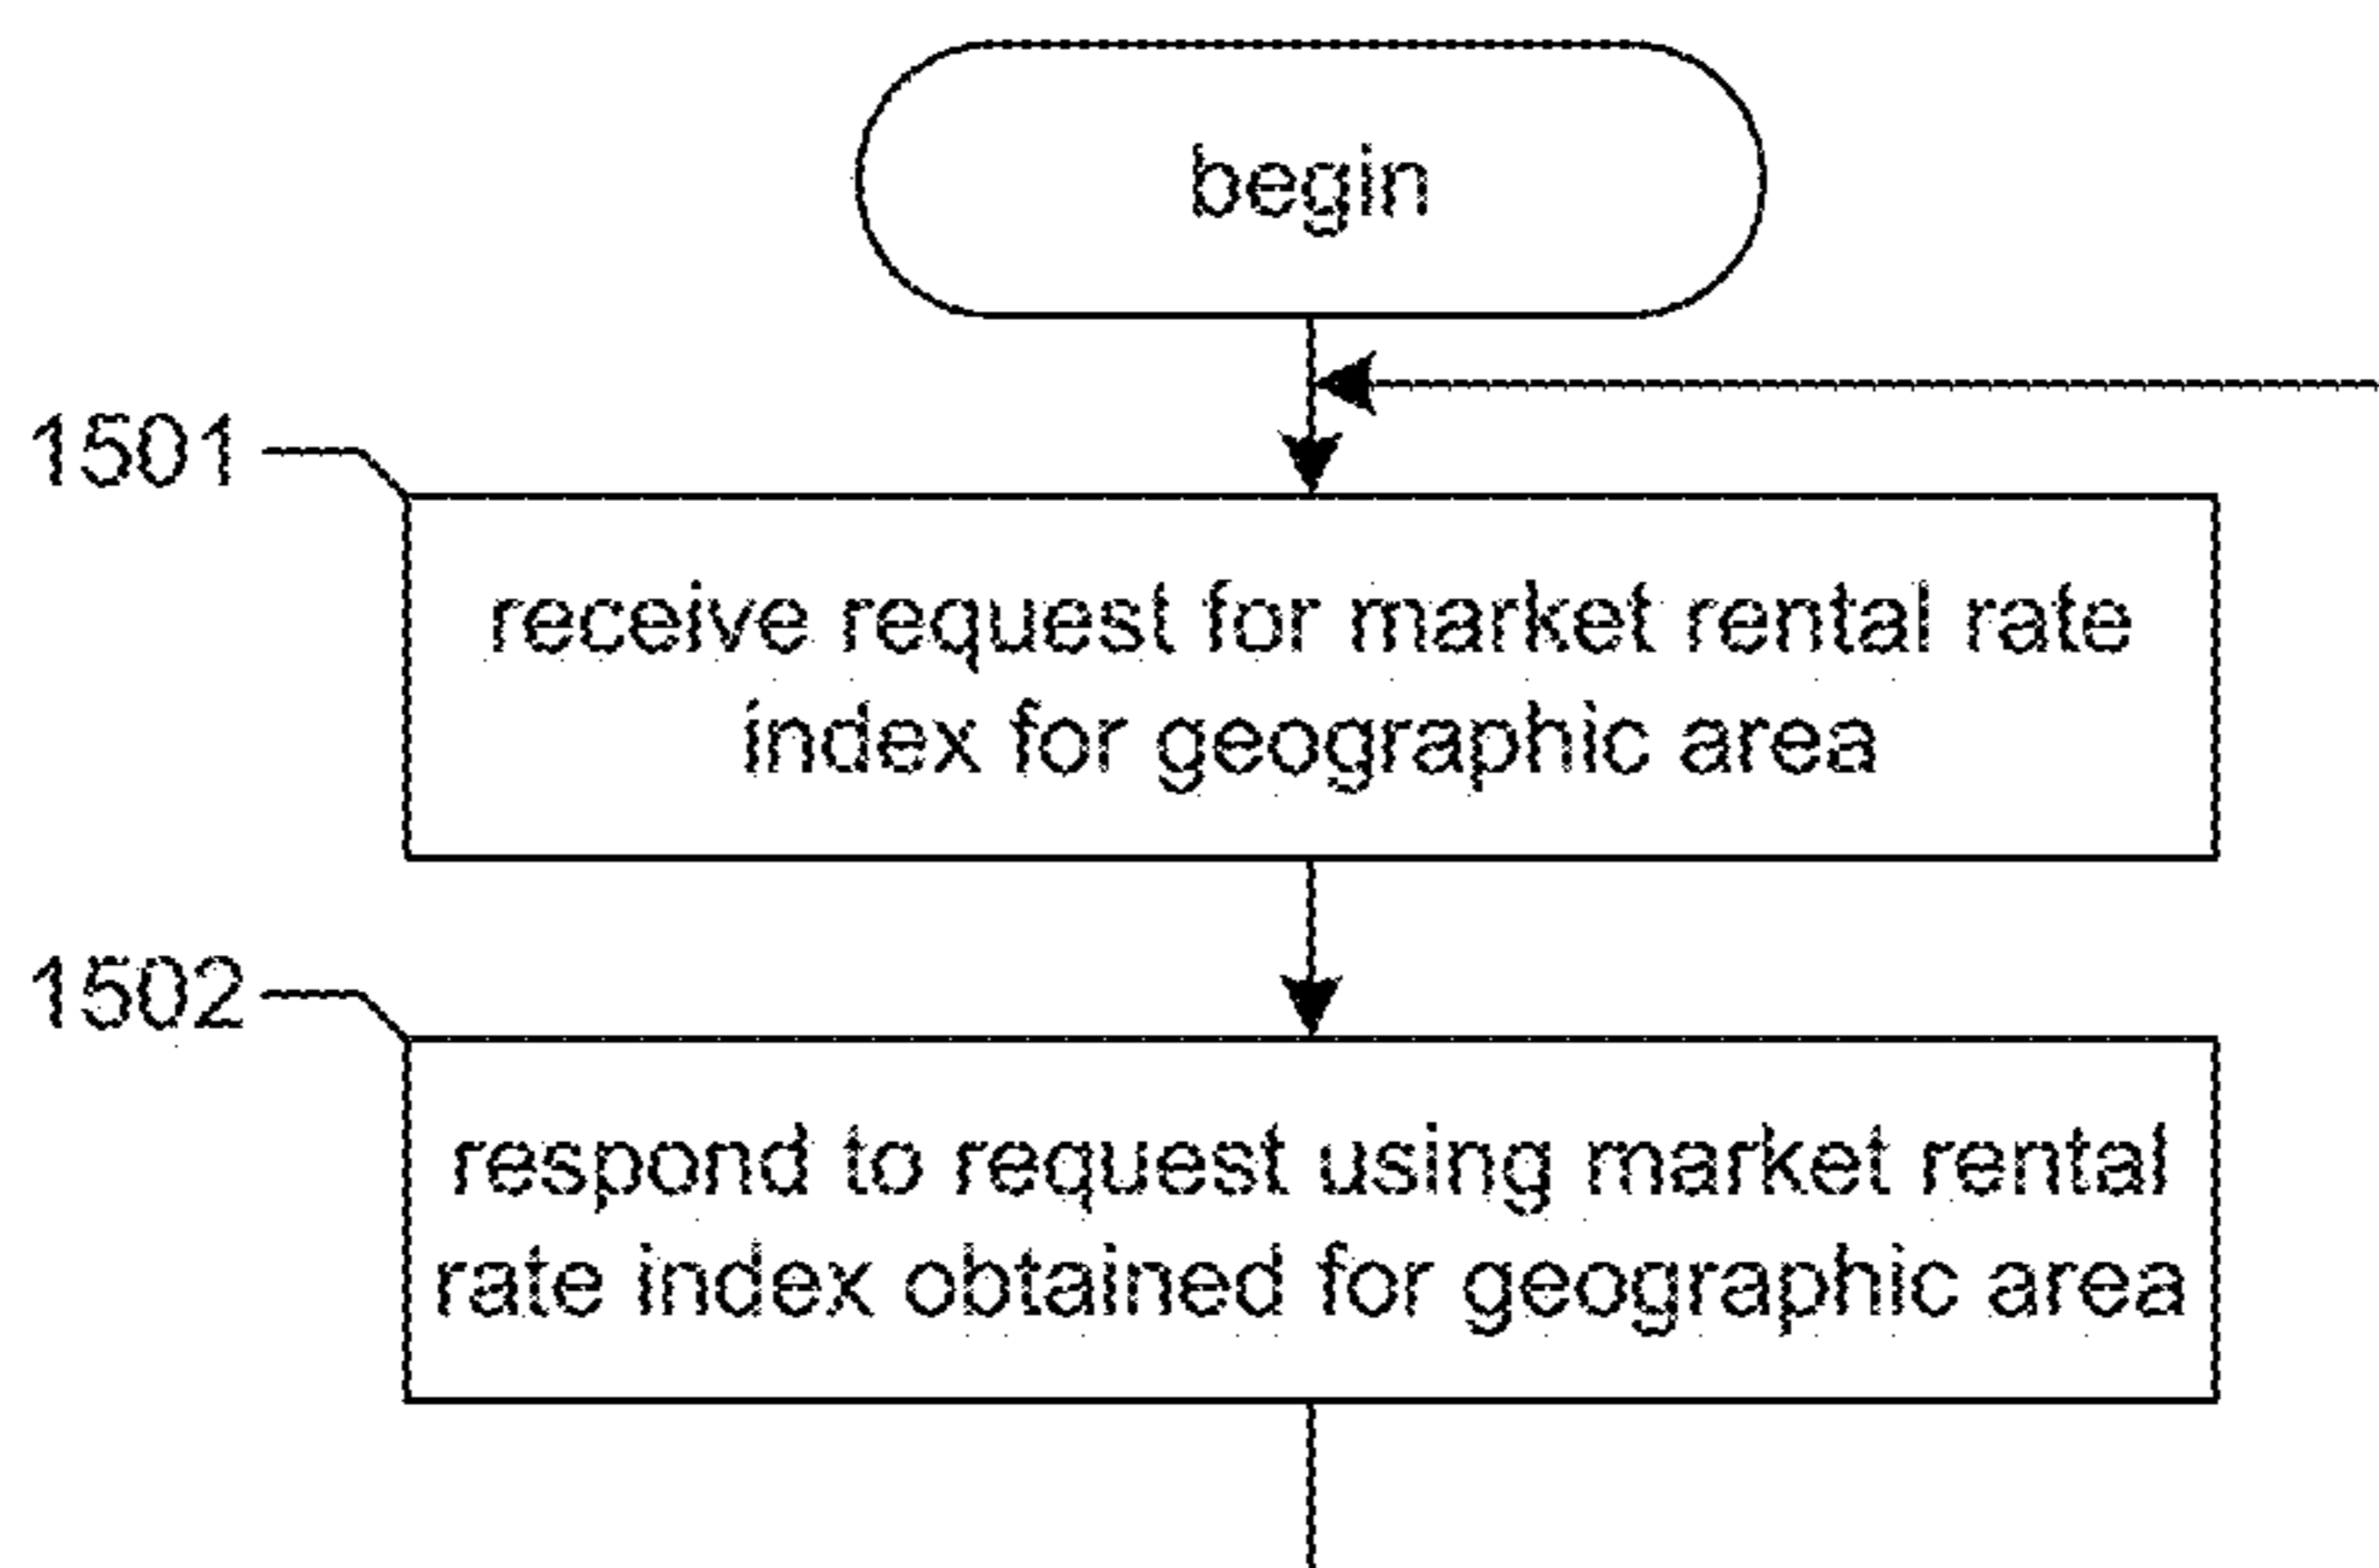 begin
1501
receive request for market rental rate
index for geographic area
1502
respond to request using market rental
rate index obtained for geographic area